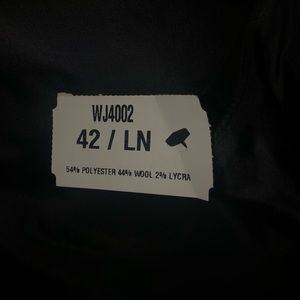 WJ4002
42 / LN
54% POLYESTER 44% WOOL 2% LYCRA